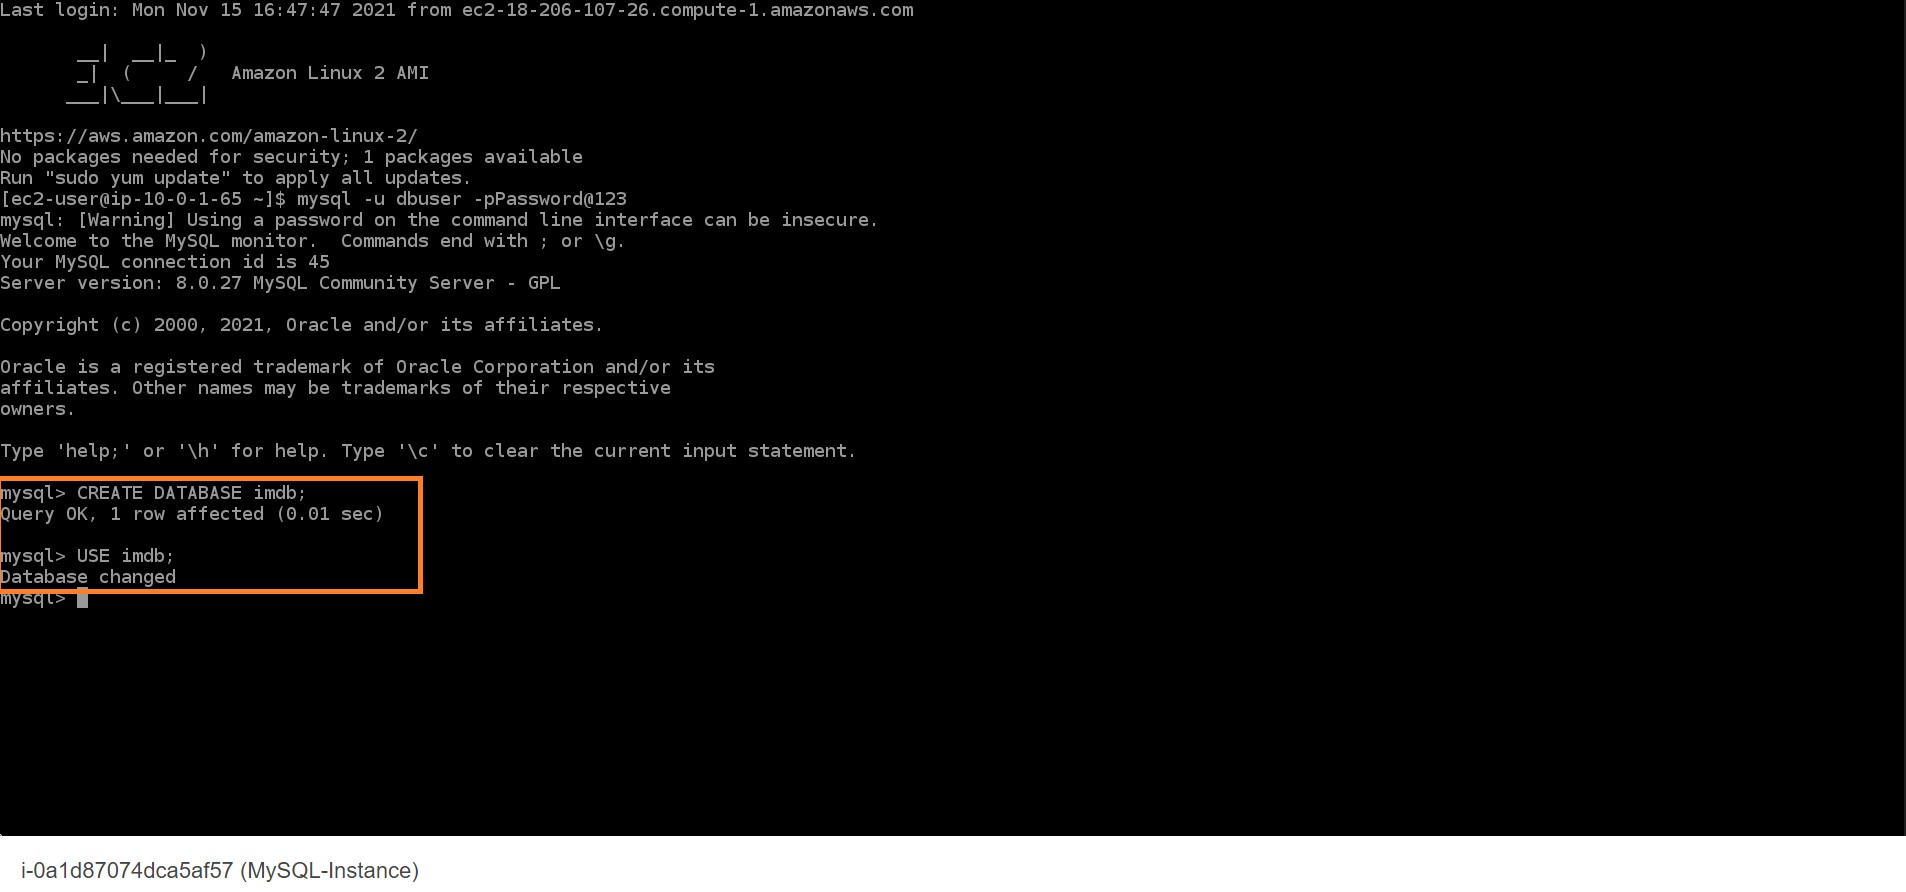 Last login: Mon Nov 15 16:47:47 2021 from ec2-18-206-107-26.compute-1.amazonaws.com
       __|  __|_  )
       _|  (     /   Amazon Linux 2 AMI
      ___|\___|___|
https://aws.amazon.com/amazon-linux-2/
No packages needed for security; 1 packages available
Run "sudo yum update" to apply all updates.
[ec2-user@ip-10-0-1-65 ~]$ mysql -u dbuser -pPassword@123
mysql: [Warning] Using a password on the command line interface can be insecure.
Welcome to the MySQL monitor.  Commands end with ; or \g.
Your MySQL connection id is 45
Server version: 8.0.27 MySQL Community Server - GPL
Copyright (c) 2000, 2021, Oracle and/or its affiliates.
Oracle is a registered trademark of Oracle Corporation and/or its
affiliates. Other names may be trademarks of their respective
owners.
Type 'help;' or '\h' for help. Type '\c' to clear the current input statement.
mysql> CREATE DATABASE imdb;
Query OK, 1 row affected (0.01 sec)
mysql> USE imdb;
Database changed
mysql>
i-0a1d87074dca5af57 (MySQL-Instance)